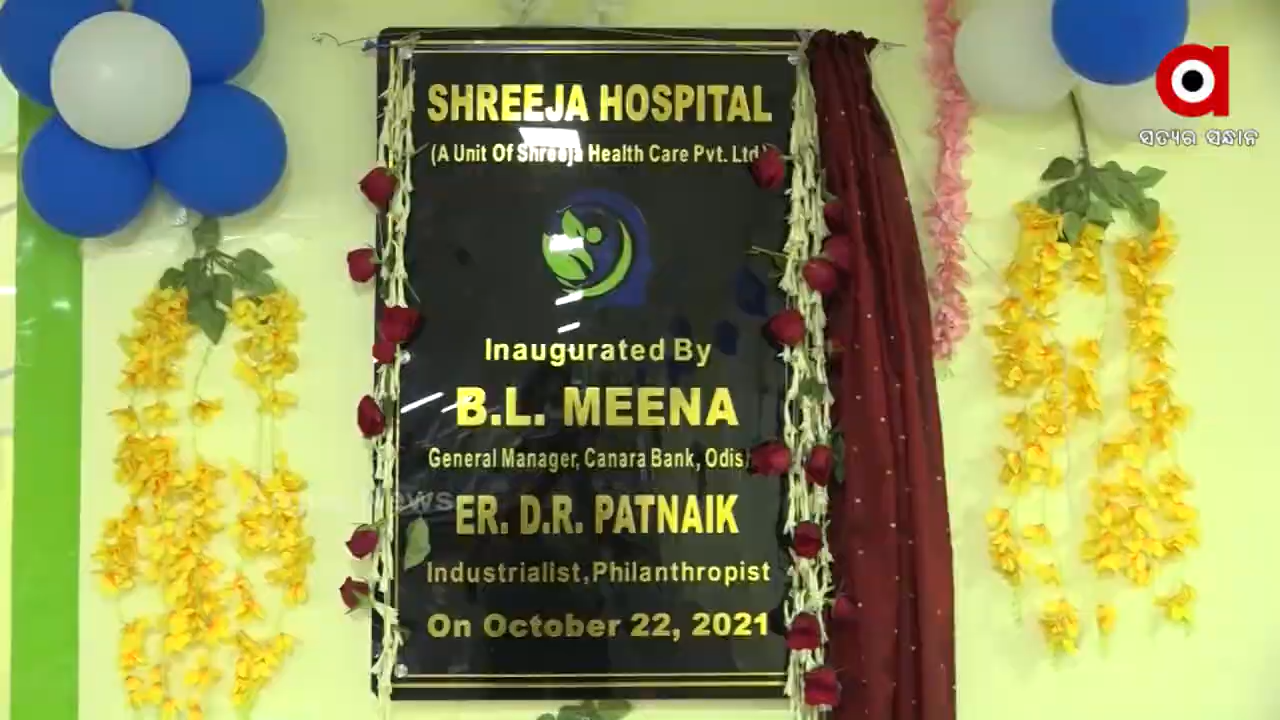 SHREEJA HOSPITAL
(A Unit Of Shreeja Health Care Pvt. Ltd.)
Inaugurated By
B.L. MEENA
General Manager, Canara Bank,
ER. D.R. PATNAIK
Industrialist, Philanthropist
On October 22, 2021
a
ସତ୍ୟର ସନ୍ଧାନ
News